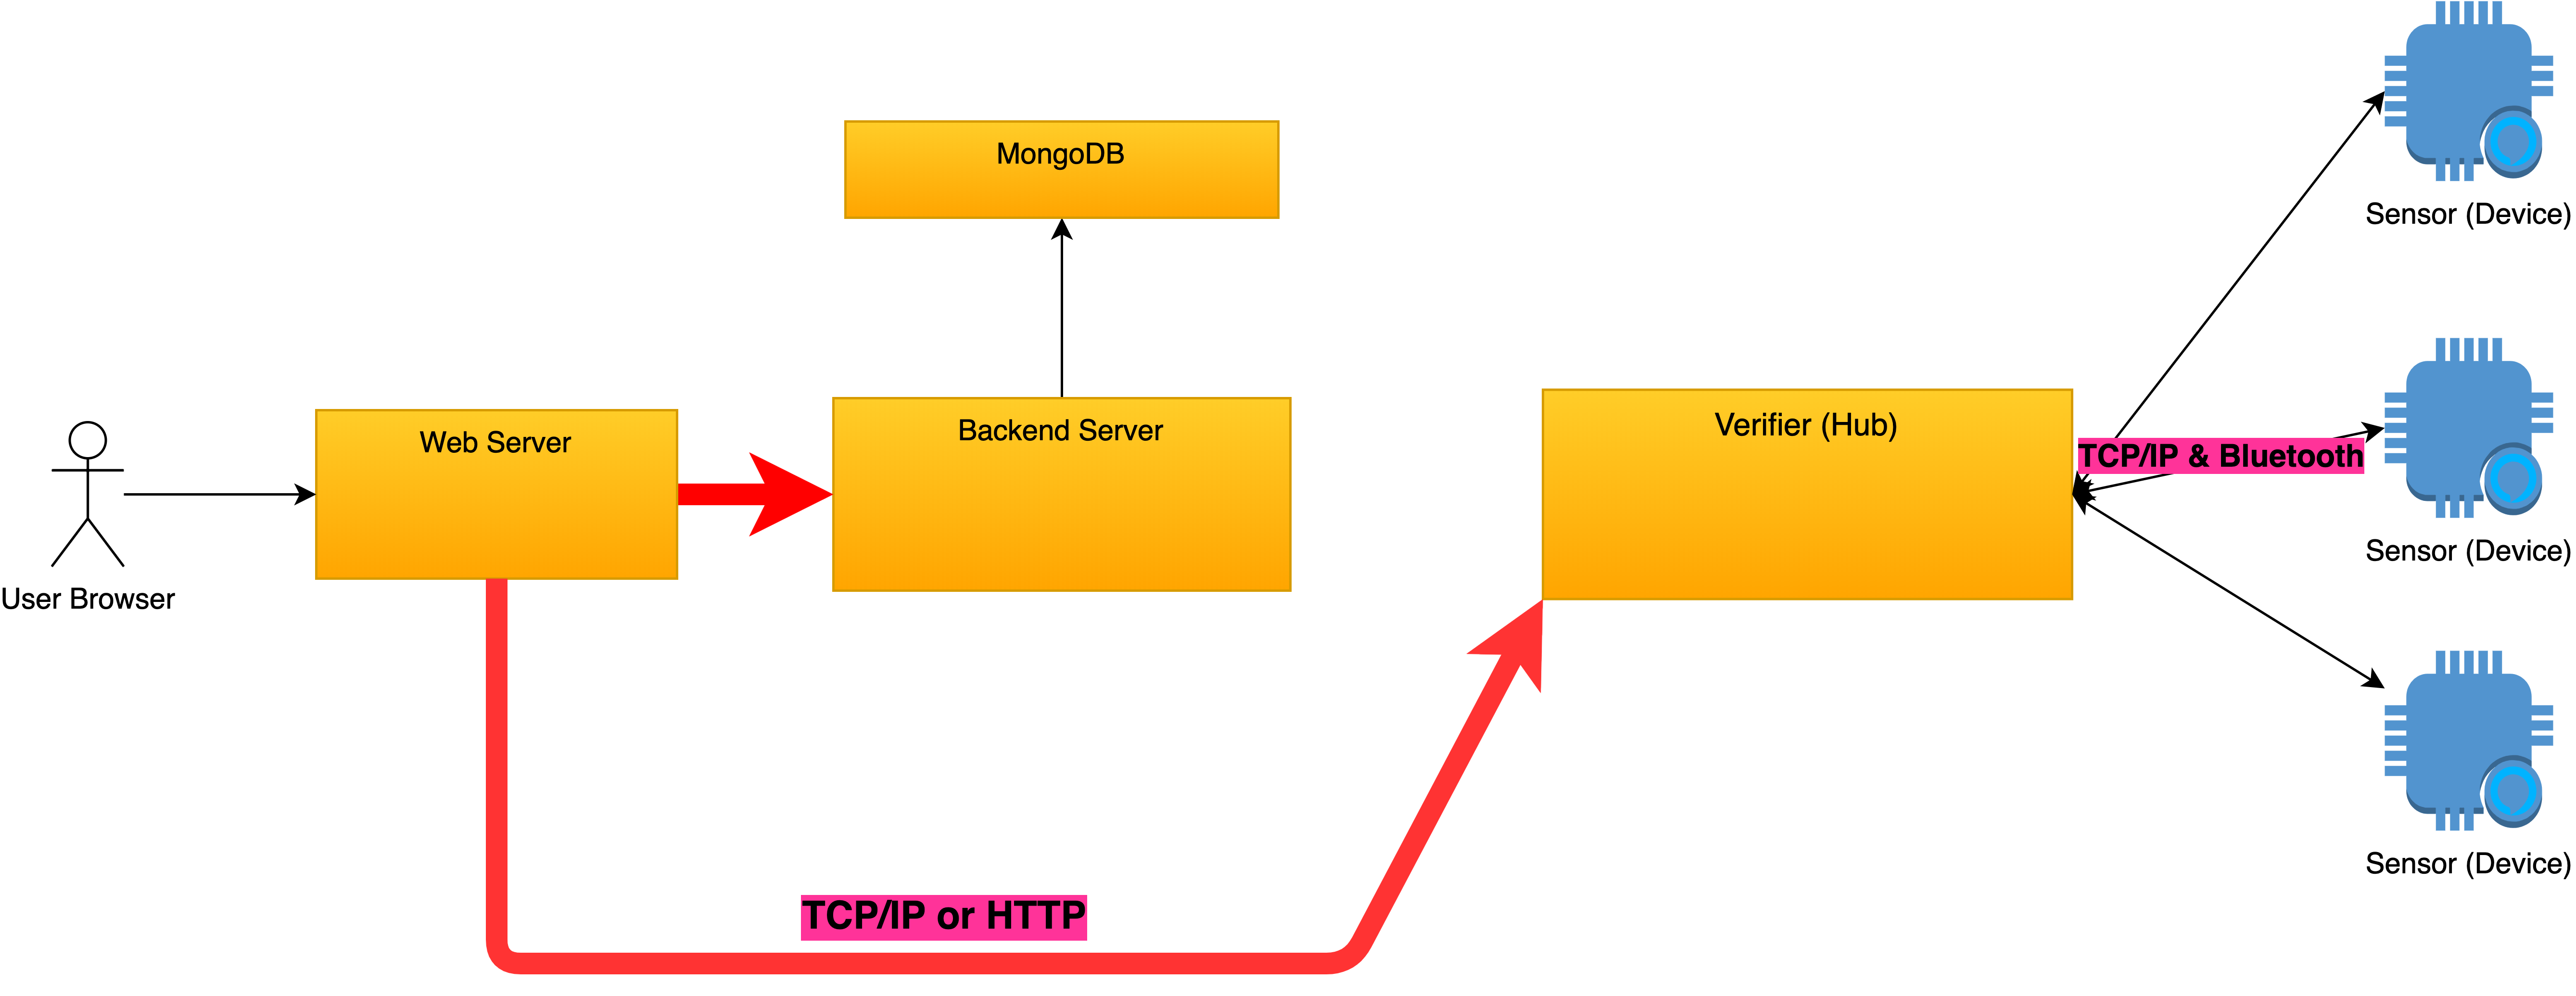 MongoDB
Sensor (Device)
Web Server
Backend Server
Verifier (Hub)
TCP/IP & Bluetooth
Sensor (Device)
User Browser
Sensor (Device)
TCP/IP or HTTP